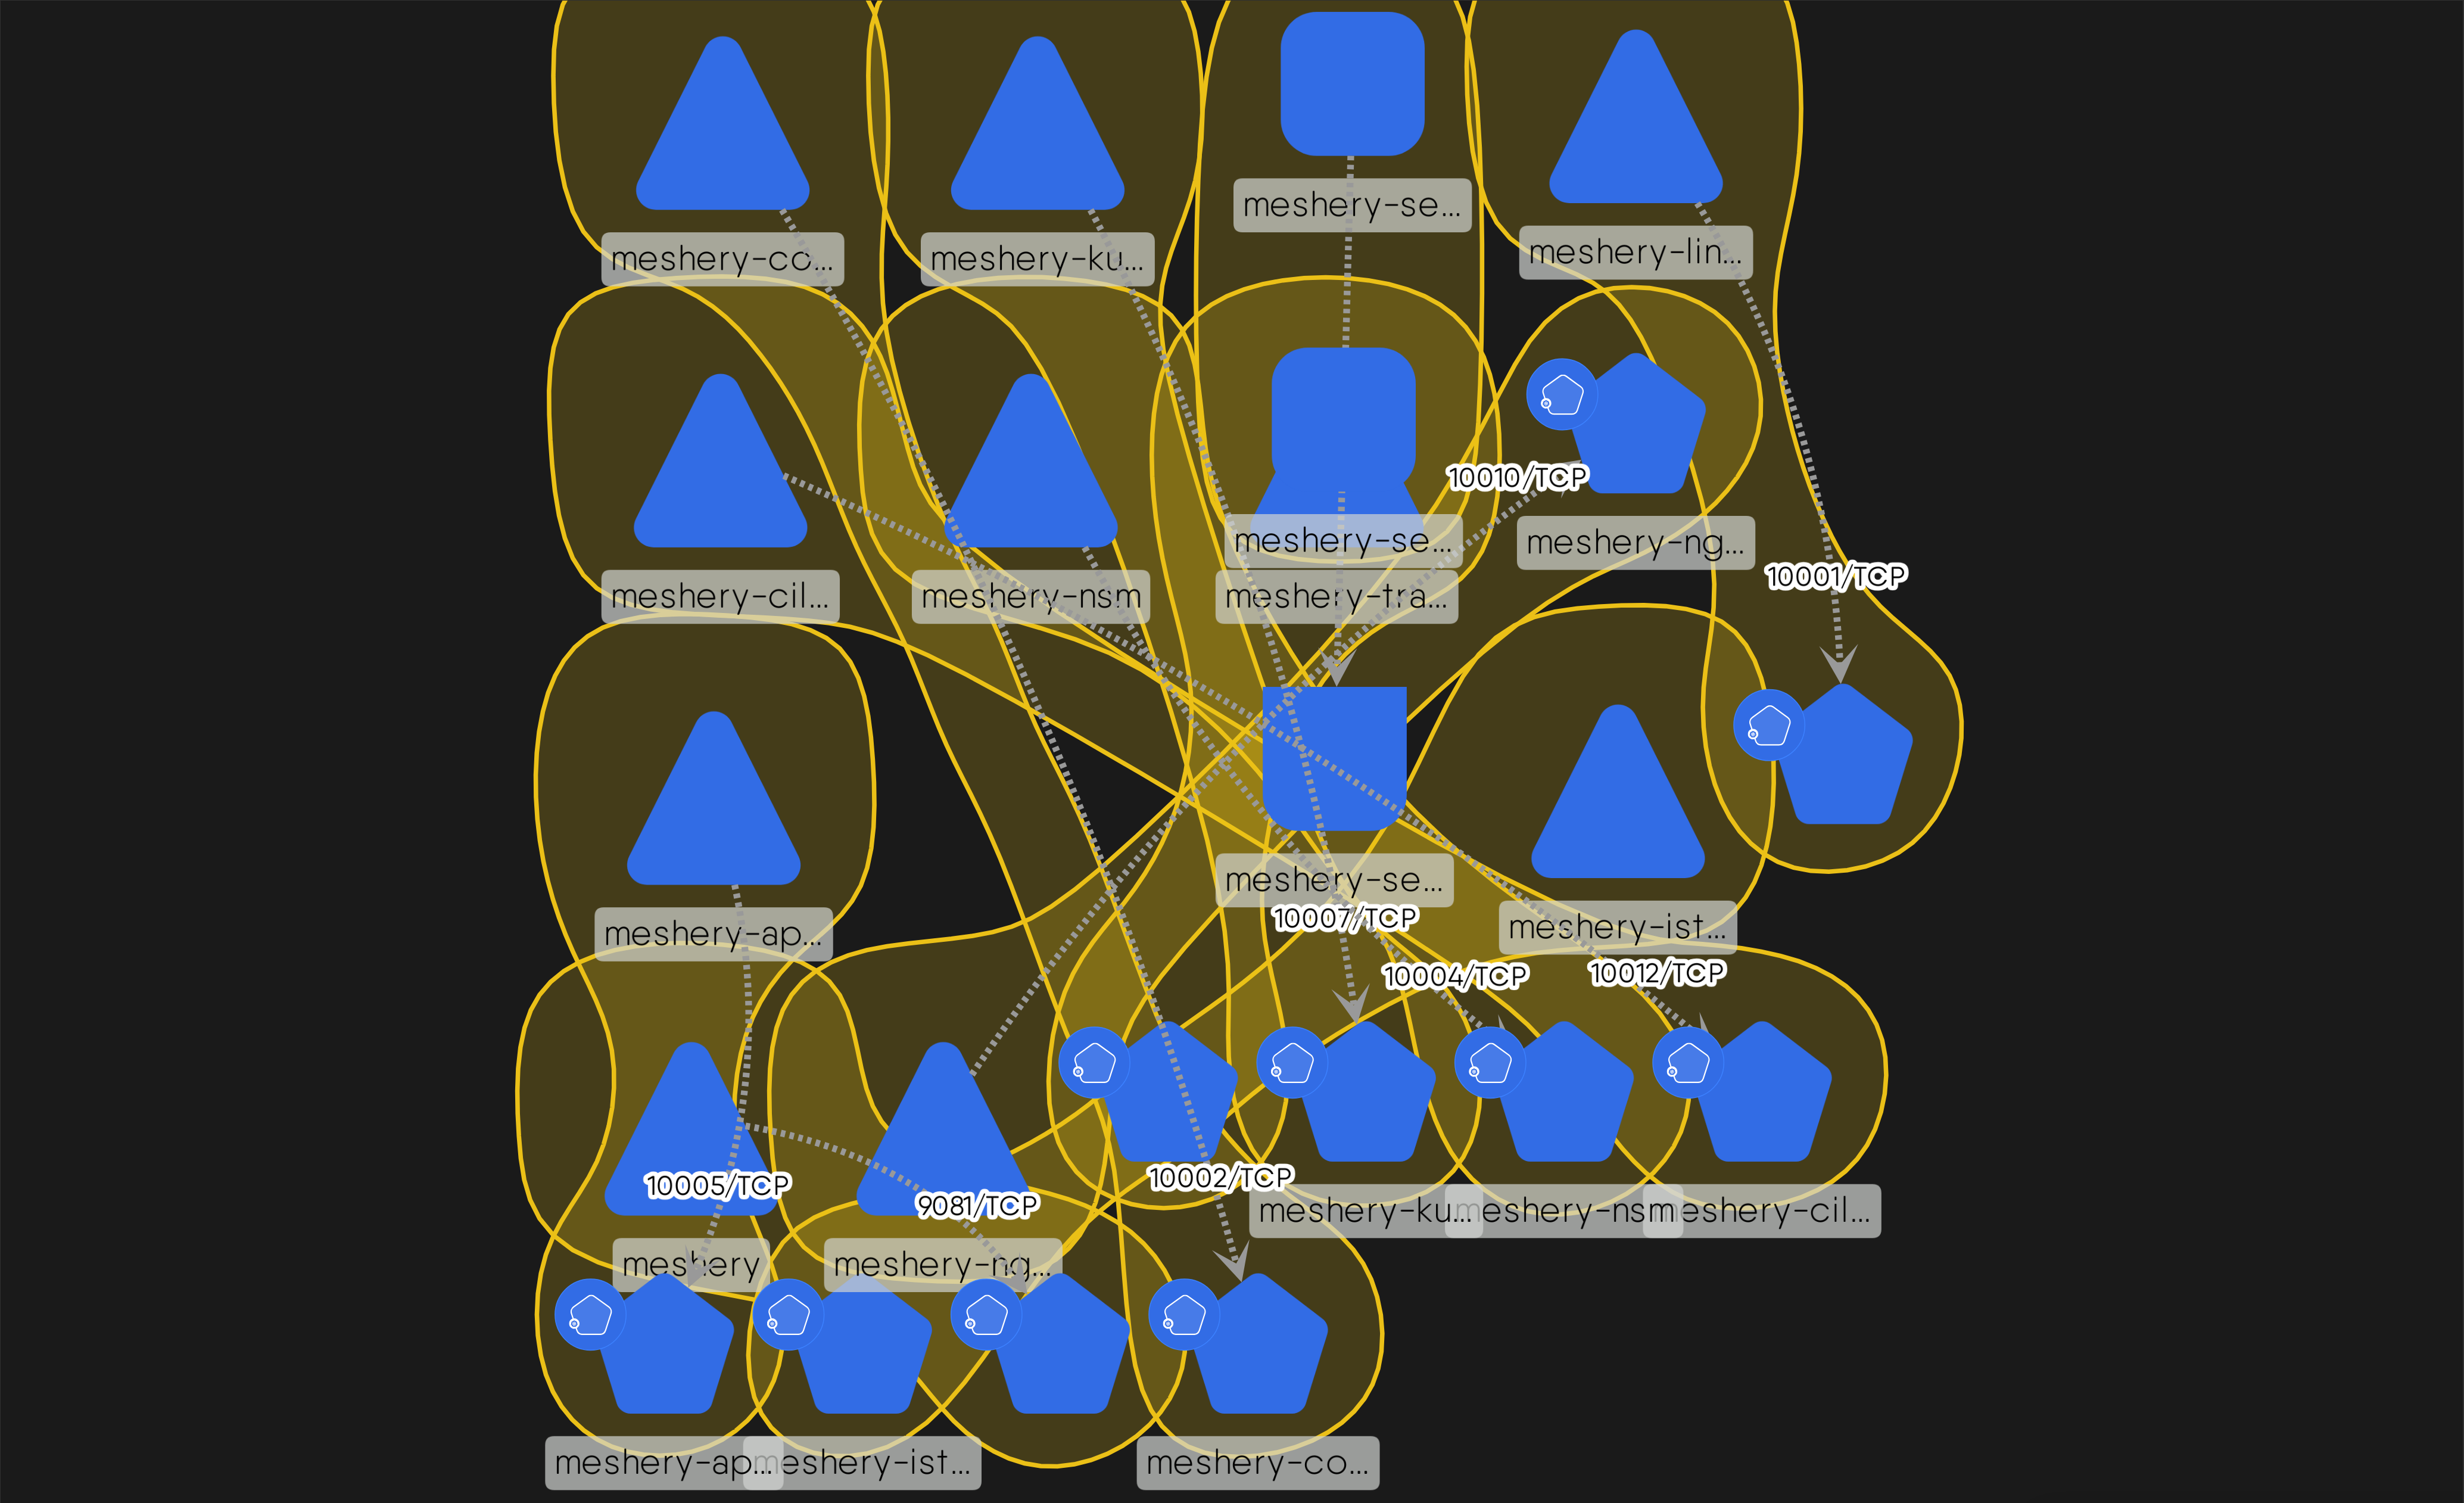 meshery-se...
meshery-co...
meshery-ku...
meshery-lin...
10010/TCP
meshery-se...
meshery-ng...
10001/TCP
meshery-cil...
meshery-nsm
meshery-tra...
meshery-se...
10007/TCP
meshery-ap...
meshery-ist...
10004/TCP
10012/TCP
10005/TCP
9081/TCP
10002/TCP
meshery-ku...
meshery-nsm
meshery-cil...
meshery
meshery-ng...
meshery-ap...
meshery-ist...
meshery-co...